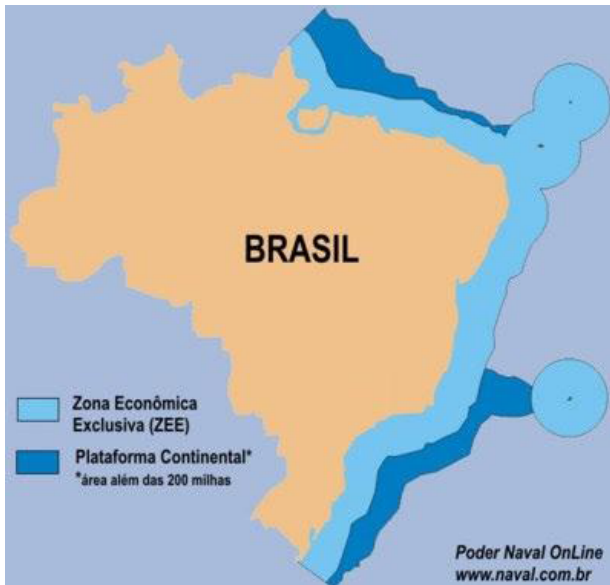 BRASIL
Zona Econômica
Exclusiva (ZEE)
Plataforma Continental*
*área além das 200 milhas
Poder Naval OnLine
www.naval.com.br